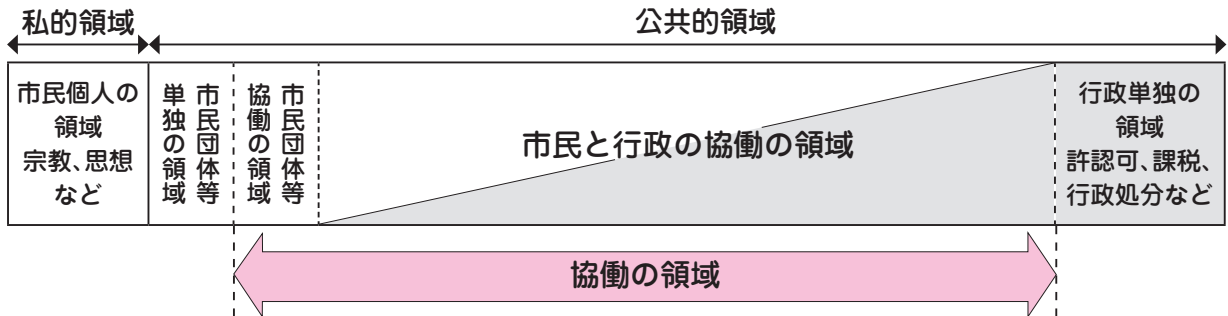 私的領域
公共的領域
市民個人の
領域
宗教、思想
など
市民団体等
単独の領域
市民団体等
協働の領域
市民と行政の協働の領域
行政単独の
領域
許認可、課税、
行政処分など
協働の領域